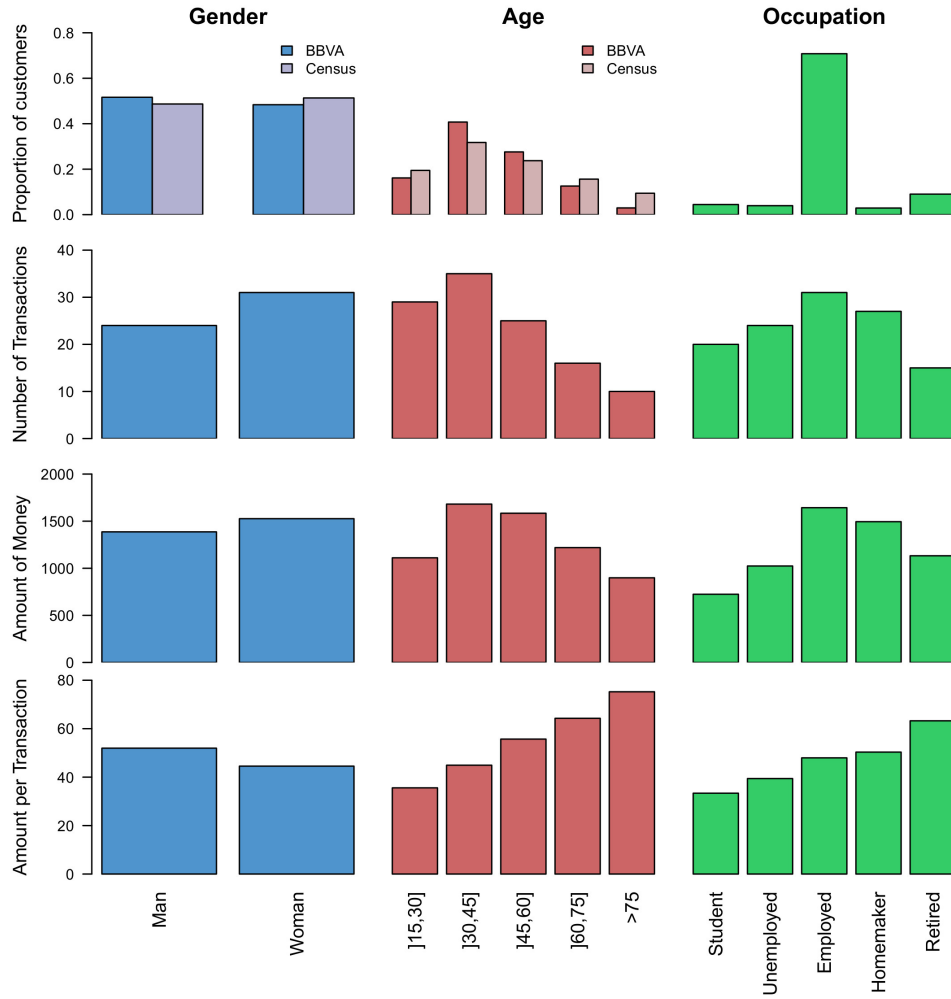 Gender
Age
Occupation
Proportion of customers
0.8
0.6
0.4
0.2
0.0
BBVA
Census
BBVA
Census
Number of Transactions
40
30
20
10
0
Amount of Money
2000
1500
1000
500
0
Amount per Transaction
80
60
40
20
0
Man
Woman
]15,30]
]30,45]
]45,60]
]60,75]
>75
Student
Unemployed
Employed
Homemaker
Retired